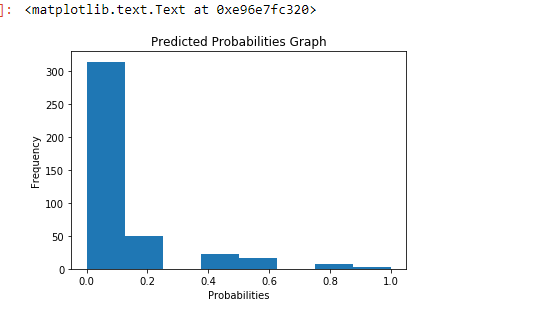 ]: <matplotlib.text.Text at 0xe96e7fc320>
Predicted Probabilities Graph
300
250
200
150
100
50
0
Frequency
0.0 0.2 0.4 0.6 0.8 1.0
Probabilities